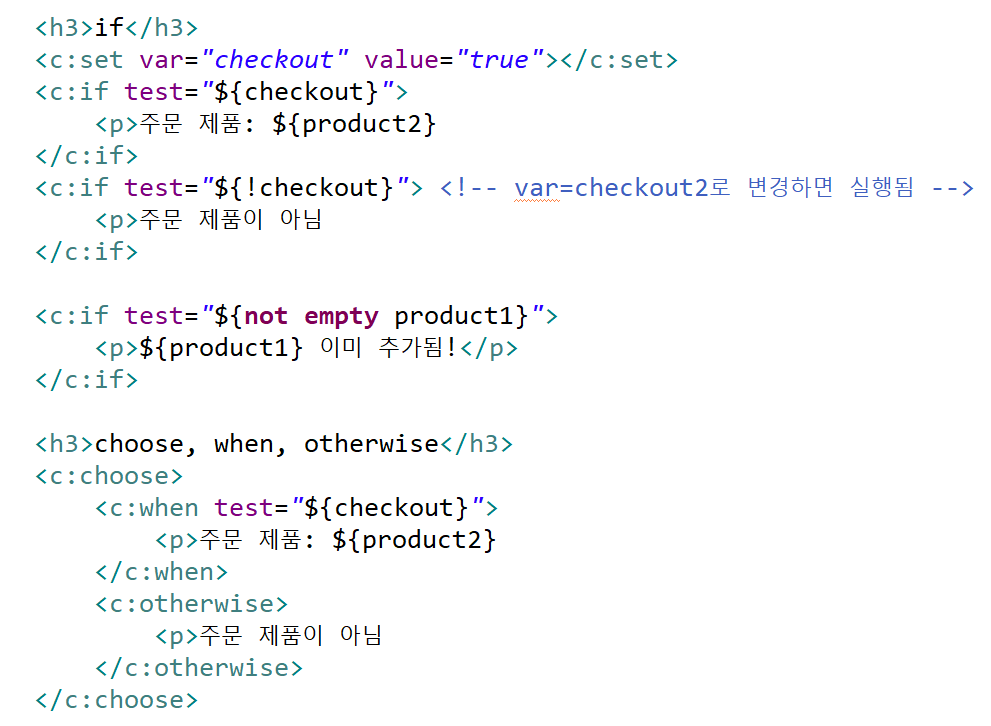 <h3>if</h3>
<c:set var="checkout" value="true"></c:set>
<c:if test="${checkout}">
    <p>주문 제품: ${product2}
</c:if>
<c:if test="${!checkout}"> <!-- var=checkout2로 변경하면 실행됨 -->
    <p>주문 제품이 아님
</c:if>

<c:if test="${not empty product1}">
    <p>${product1} 이미 추가됨!</p>
</c:if>

<h3>choose, when, otherwise</h3>
<c:choose>
    <c:when test="${checkout}">
        <p>주문 제품: ${product2}
    </c:when>
    <c:otherwise>
        <p>주문 제품이 아님
    </c:otherwise>
</c:choose>